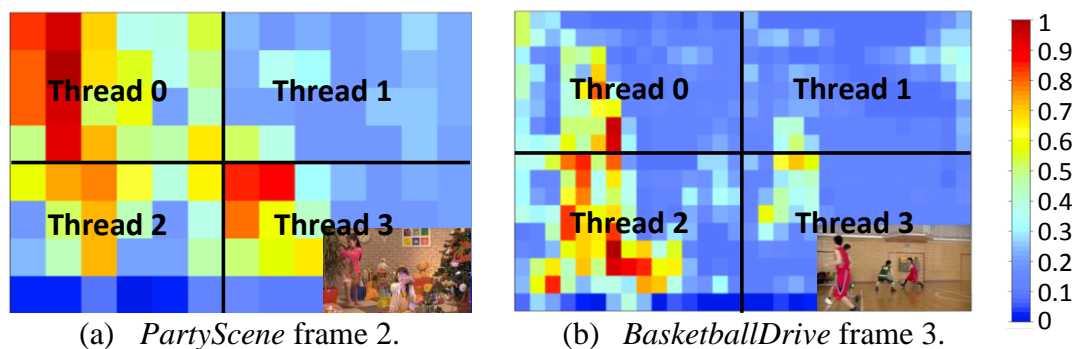 Thread 0
Thread 1
Thread 2
Thread 3
Thread 0
Thread 1
Thread 2
Thread 3
1
0.9
0.8
0.7
0.6
0.5
0.4
0.3
0.2
0.1
0
(a) PartyScene frame 2.
(b) BasketballDrive frame 3.